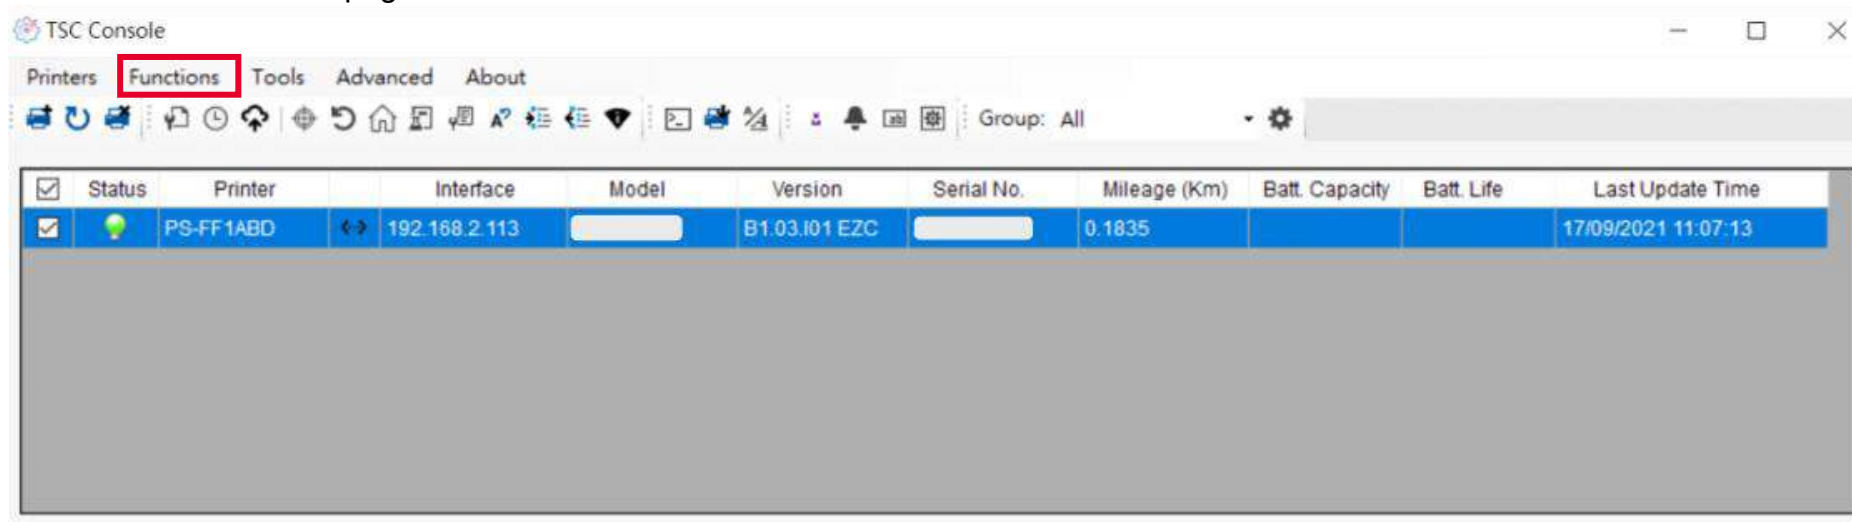 TSC Console
Printers Functions Tools Advanced About
Group: All
Status Printer Interface Model Version Serial No. Mileage (Km) Batt. Capacity Batt. Life Last Update Time
PS-FF1ABD 192.168.2.113 B1.03.I01 EZC 0.1835 17/09/2021 11:07:13